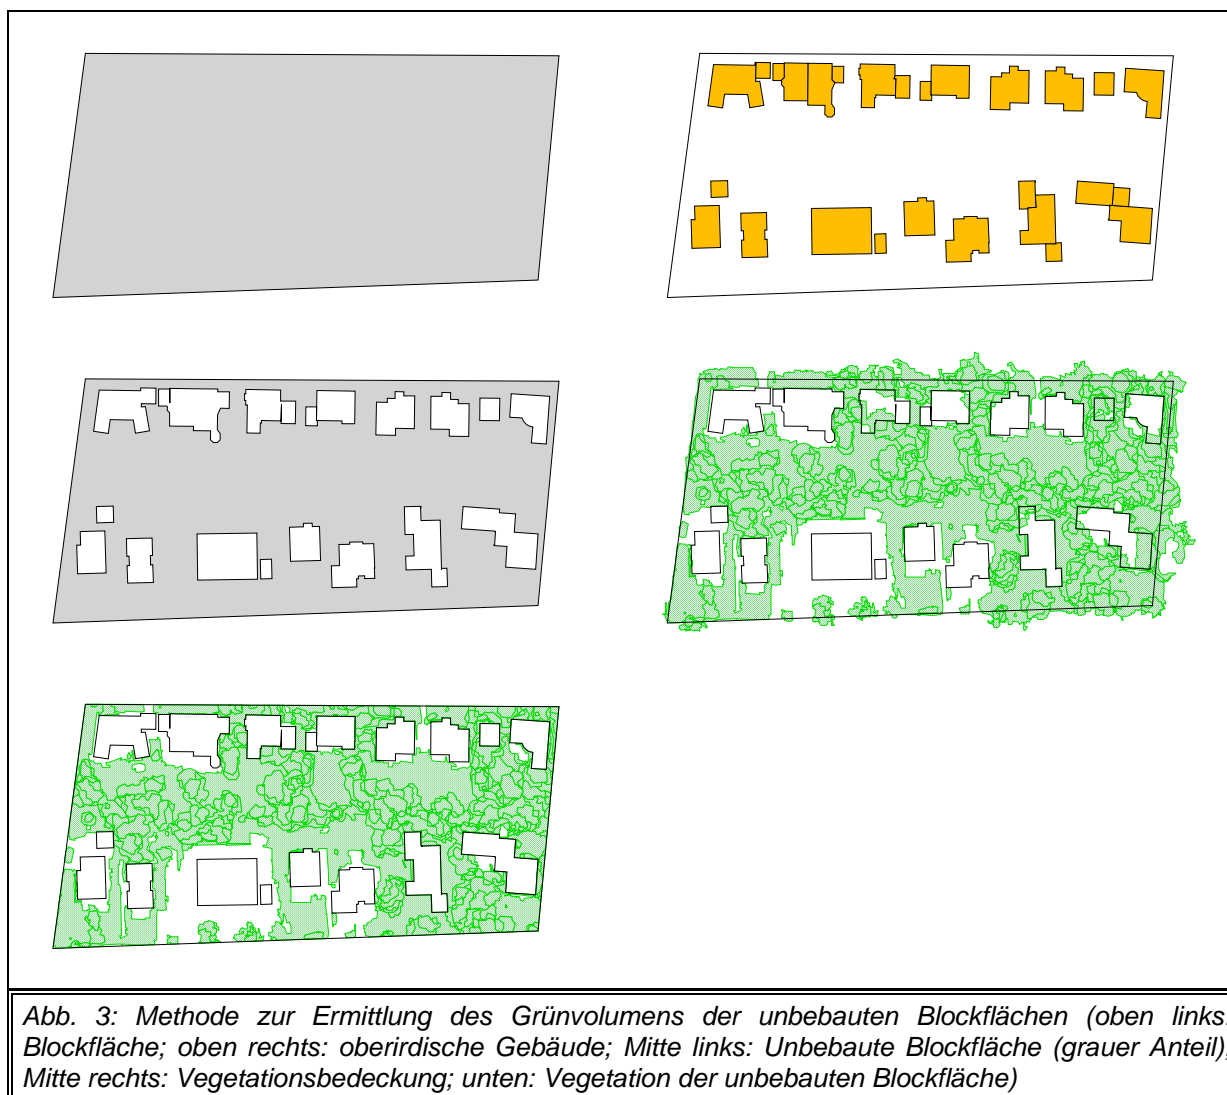 Abb. 3: Methode zur Ermittlung des Grünvolumens der unbebauten Blockflächen (oben links:
Blockfläche; oben rechts: oberirdische Gebäude; Mitte links: Unbebaute Blockfläche (grauer Anteil);
Mitte rechts: Vegetationsbedeckung; unten: Vegetation der unbebauten Blockfläche)